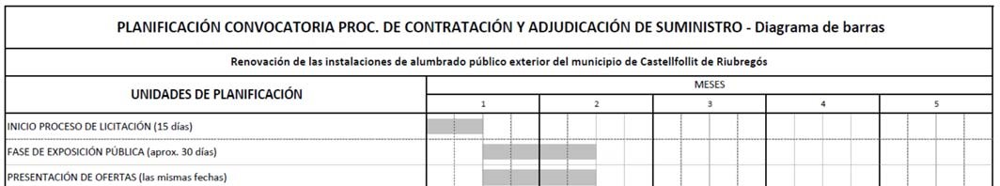 PLANIFICACIÓN CONVOCATORIA PROC. DE CONTRATACIÓN Y ADJUDICACIÓN DE SUMINISTRO - Diagrama de barras
Renovación de las instalaciones de alumbrado público exterior del municipio de Castellfollit de Riubregós
UNIDADES DE PLANIFICACIÓN
MESES
1 2 3 4 5
INICIO PROCESO DE LICITACIÓN (15 días)
FASE DE EXPOSICIÓN PÚBLICA (aprox. 30 días)
PRESENTACIÓN DE OFERTAS (las mismas fechas)